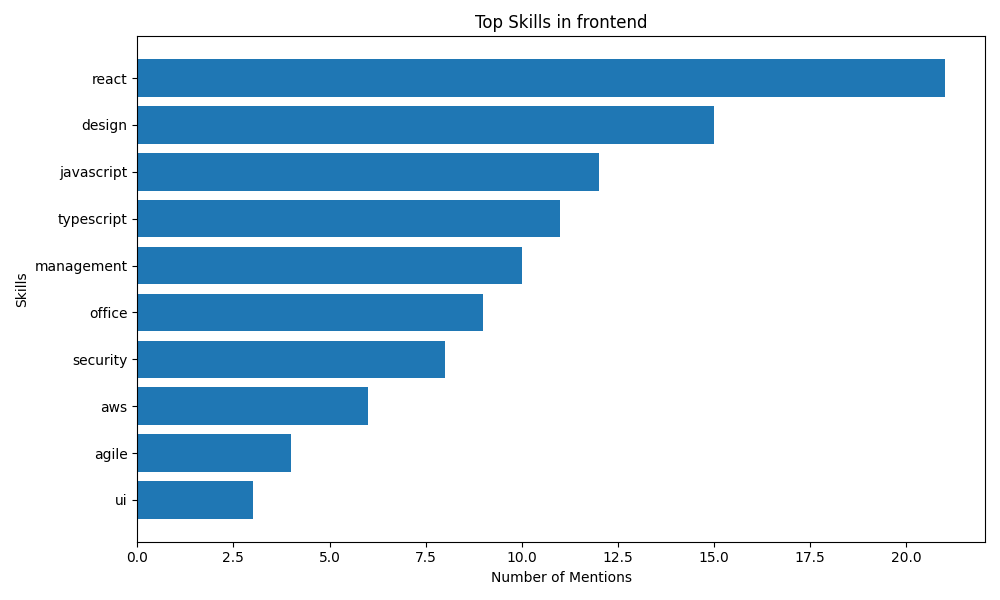 Top Skills in frontend
react
design
javascript
typescript
management
office
security
aws
agile
ui
Skills
0.0 2.5 5.0 7.5 10.0 12.5 15.0 17.5 20.0
Number of Mentions